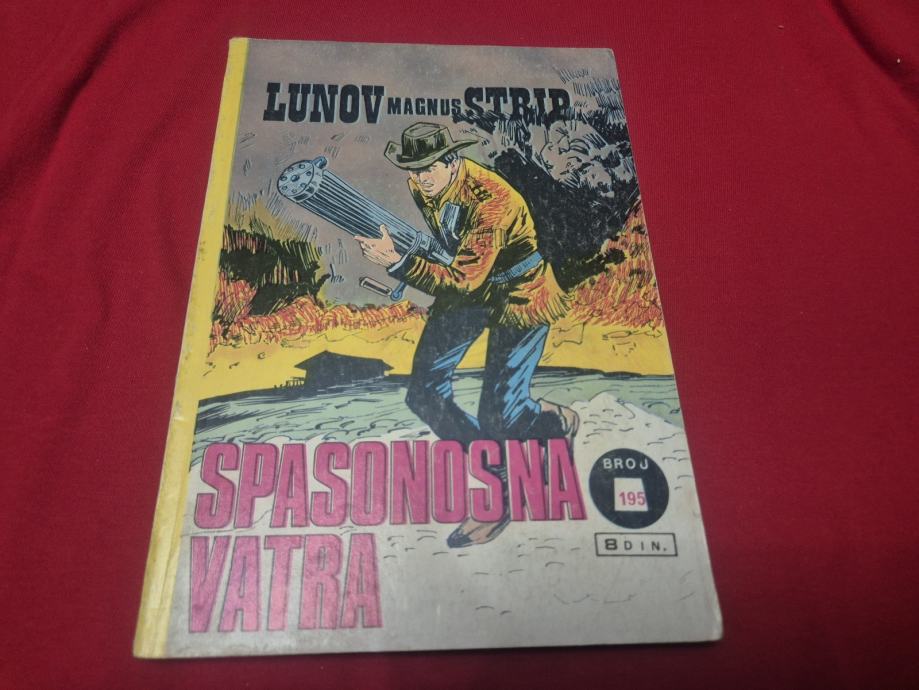 LUNOV MAGNUS STRIP
SPASONOSNA
VATRA
BROJ
195
8 DIN.